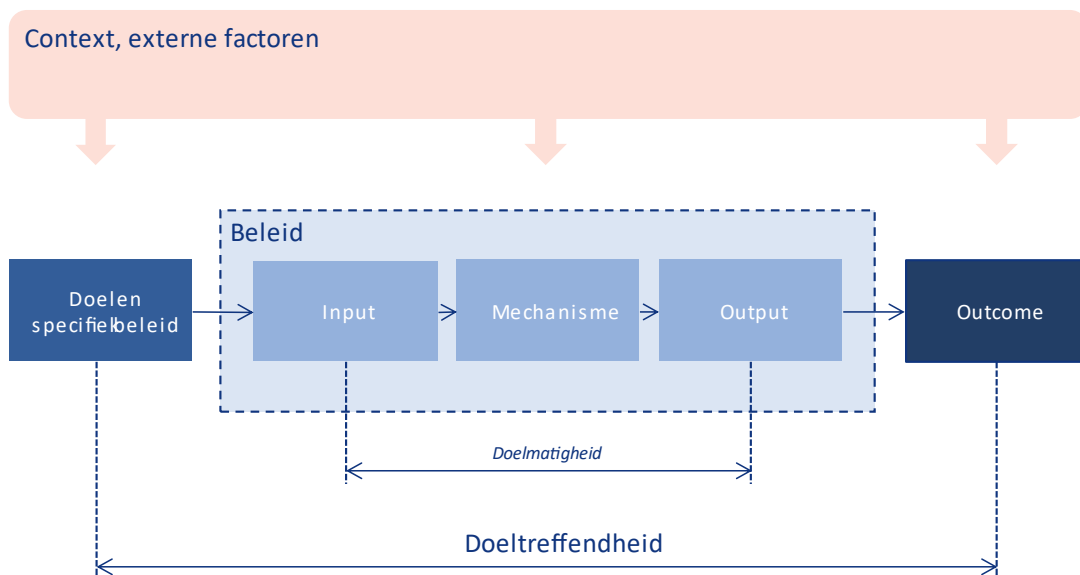 Context, externe factoren
Beleid
Doelen
specifiekbeleid
Input
Mechanisme
Output
Outcome
Doelmatigheid
Doeltreffendheid